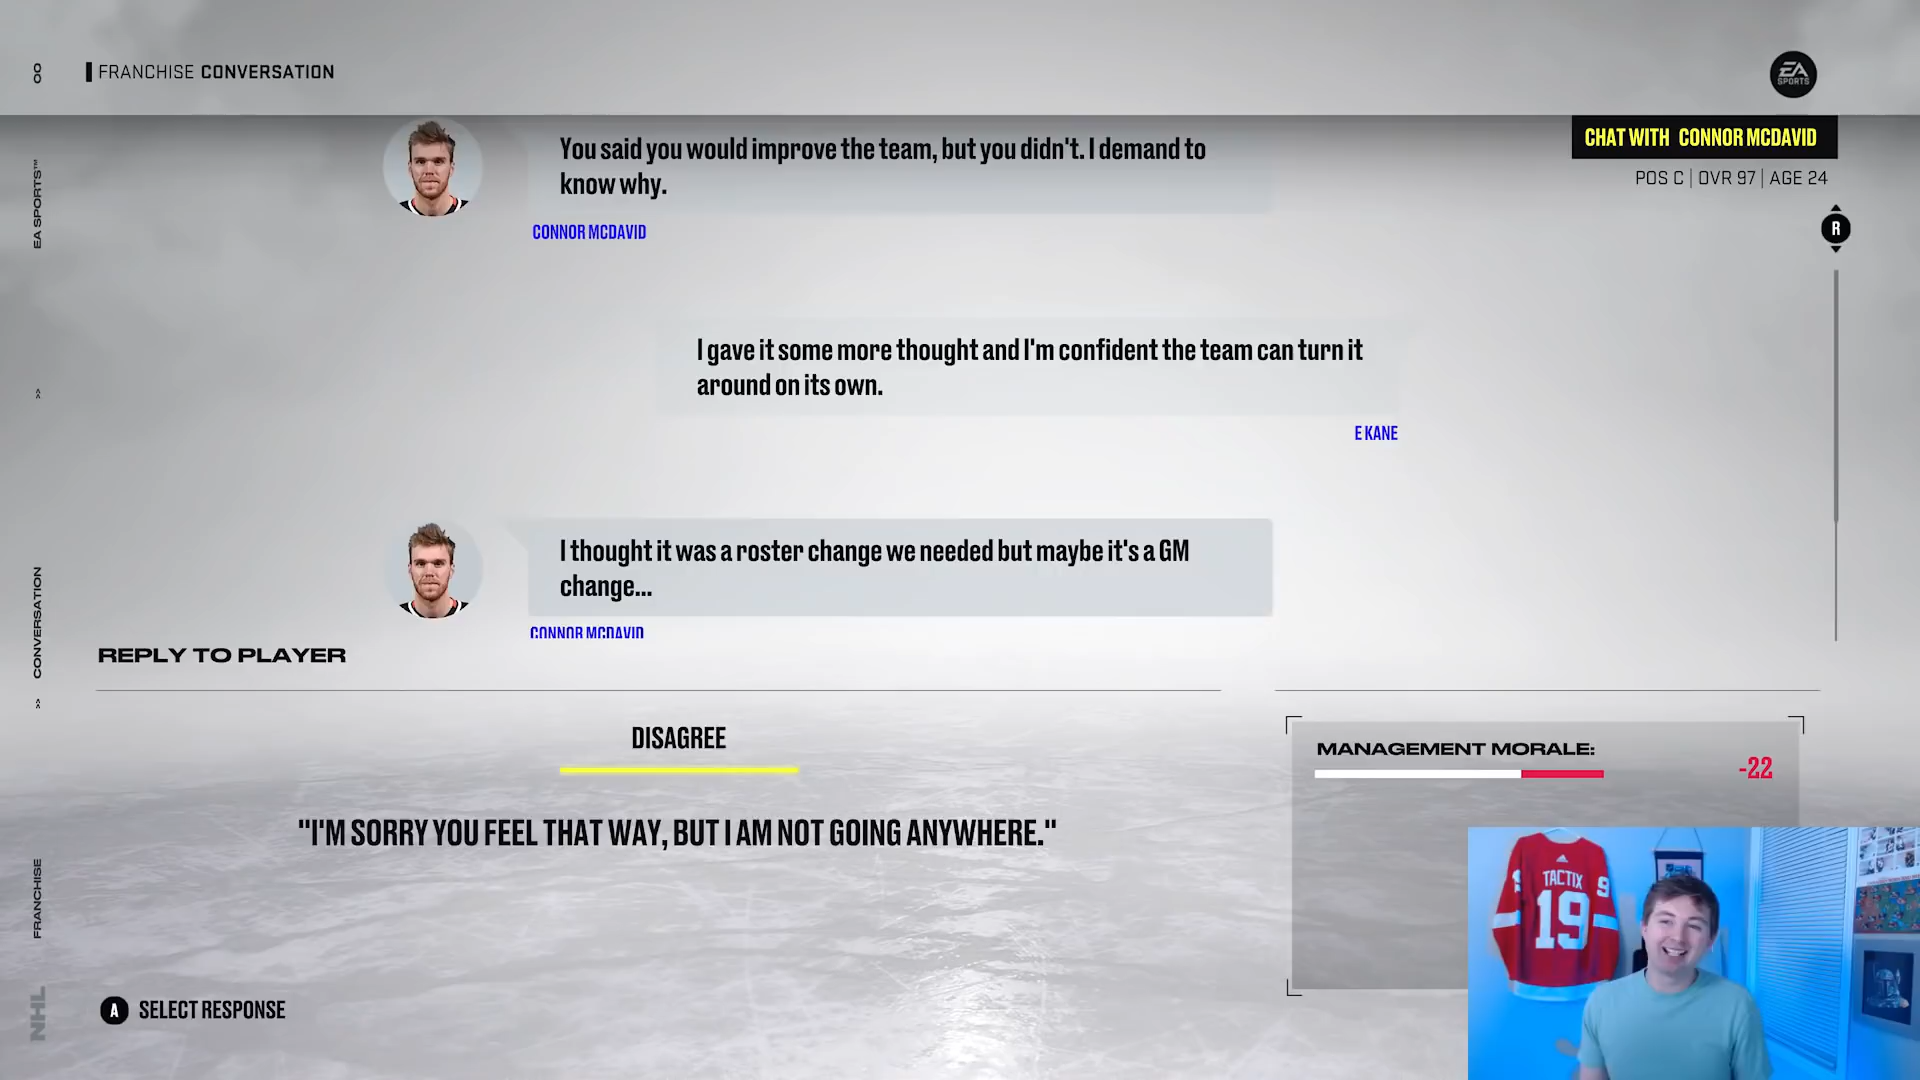 FRANCHISE CONVERSATION
EA SPORTS
CHAT WITH CONNOR MCDAVID
POS C | OVR 97 | AGE 24
R
You said you would improve the team, but you didn't. I demand to
know why.
CONNOR MCDAVID
I gave it some more thought and I'm confident the team can turn it
around on its own.
E KANE
I thought it was a roster change we needed but maybe it's a GM
change...
CONNOR MCDAVID
REPLY TO PLAYER
DISAGREE
"I'M SORRY YOU FEEL THAT WAY, BUT I AM NOT GOING ANYWHERE."
MANAGEMENT MORALE:
-22
A SELECT RESPONSE
EA SPORTS™
>>
CONVERSATION
>>
FRANCHISE
NHL
TACTIX
19
9